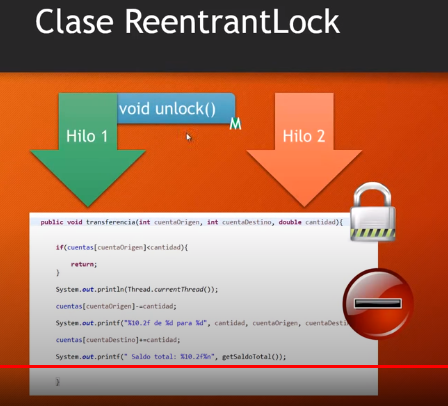 Clase ReentrantLock
void unlock()
M
Hilo 1
Hilo 2
public void transferencia(int cuentaOrigen, int cuentaDestino, double cantidad){
if(cuentas[cuentaOrigen]<cantidad){
return;
}
System.out.println(Thread.currentThread());
cuentas[cuentaOrigen]-=cantidad;
System.out.printf("%10.2f de %d para %d", cantidad, cuentaOrigen, cuentaDesti
cuentas[cuentaDestino]+=cantidad;
System.out.printf(" Saldo total: %10.2f%n", getSaldoTotal());
}